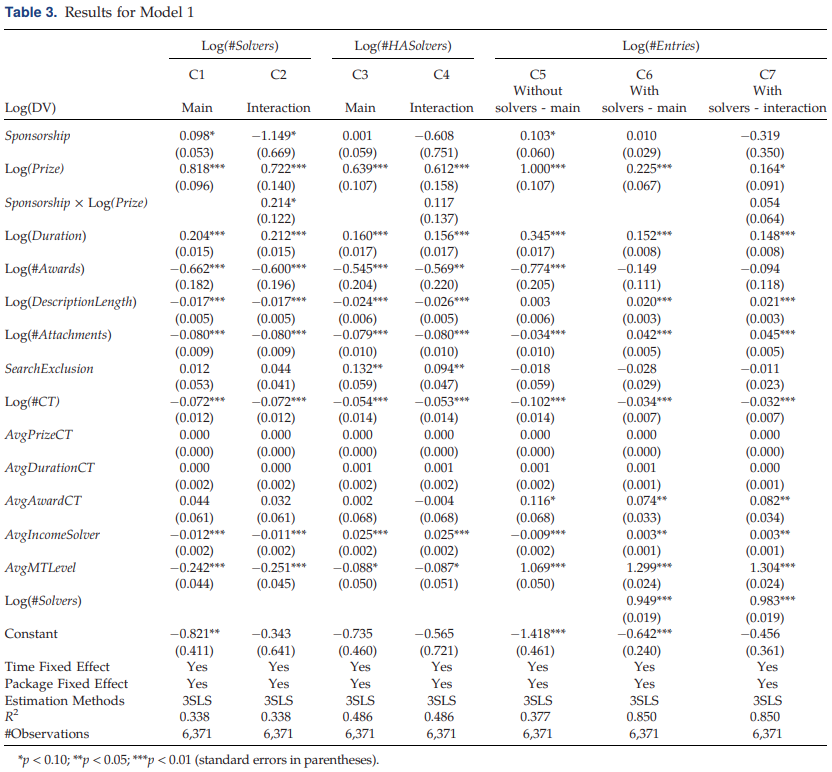 Table 3. Results for Model 1
Log(#Solvers) Log(#HASolvers) Log(#Entries)
C1 C2 C3 C4 C5 C6 C7
Without With With
Log(DV) Main Interaction Main Interaction solvers - main solvers - main solvers - interaction
Sponsorship 0.098* −1.149* 0.001 −0.608 0.103* 0.010 −0.319
(0.053) (0.669) (0.059) (0.751) (0.060) (0.029) (0.350)
Log(Prize) 0.818*** 0.722*** 0.639*** 0.612*** 1.000*** 0.225*** 0.164*
(0.096) (0.140) (0.107) (0.158) (0.107) (0.067) (0.091)
Sponsorship × Log(Prize) 0.214* 0.117 0.054
(0.122) (0.137) (0.064)
Log(Duration) 0.204*** 0.212*** 0.160*** 0.156*** 0.345*** 0.152*** 0.148***
(0.015) (0.015) (0.017) (0.017) (0.017) (0.008) (0.008)
Log(#Awards) −0.662*** −0.600*** −0.545*** −0.569** −0.774*** −0.149 −0.094
(0.182) (0.196) (0.204) (0.220) (0.205) (0.111) (0.118)
Log(DescriptionLength) −0.017*** −0.017*** −0.024*** −0.026*** 0.003 0.020*** 0.021***
(0.005) (0.005) (0.006) (0.005) (0.006) (0.003) (0.003)
Log(#Attachments) −0.080*** −0.080*** −0.079*** −0.080*** −0.034*** 0.042*** 0.045***
(0.009) (0.009) (0.010) (0.010) (0.010) (0.005) (0.005)
SearchExclusion 0.012 0.044 0.132** 0.094** −0.018 −0.028 −0.011
(0.053) (0.041) (0.059) (0.047) (0.059) (0.029) (0.023)
Log(#CT) −0.072*** −0.072*** −0.054*** −0.053*** −0.102*** −0.034*** −0.032***
(0.012) (0.012) (0.014) (0.014) (0.014) (0.007) (0.007)
AvgPrizeCT 0.000 0.000 0.000 0.000 0.000 0.000 0.000
(0.000) (0.000) (0.000) (0.000) (0.000) (0.000) (0.000)
AvgDurationCT 0.000 0.000 0.001 0.001 0.001 0.001 0.000
(0.002) (0.002) (0.002) (0.002) (0.002) (0.001) (0.001)
AvgAwardCT 0.044 0.032 0.002 −0.004 0.116* 0.074** 0.082**
(0.061) (0.061) (0.068) (0.068) (0.068) (0.033) (0.034)
AvgIncomeSolver −0.012*** −0.011*** 0.025*** 0.025*** −0.009*** 0.003** 0.003**
(0.002) (0.002) (0.002) (0.002) (0.002) (0.001) (0.001)
AvgMTLevel −0.242*** −0.251*** −0.088* −0.087* 1.069*** 1.299*** 1.304***
(0.044) (0.045) (0.050) (0.051) (0.050) (0.024) (0.024)
Log(#Solvers) 0.949*** 0.983***
(0.019) (0.019)
Constant −0.821** −0.343 −0.735 −0.565 −1.418*** −0.642*** −0.456
(0.411) (0.641) (0.460) (0.721) (0.461) (0.240) (0.361)
Time Fixed Effect Yes Yes Yes Yes Yes Yes Yes
Package Fixed Effect Yes Yes Yes Yes Yes Yes Yes
Estimation Methods 3SLS 3SLS 3SLS 3SLS 3SLS 3SLS 3SLS
R² 0.338 0.338 0.486 0.486 0.377 0.850 0.850
#Observations 6,371 6,371 6,371 6,371 6,371 6,371 6,371
*p < 0.10; **p < 0.05; ***p < 0.01 (standard errors in parentheses).